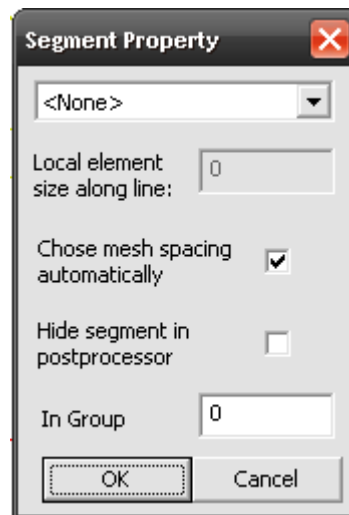 Segment Property
<None>
Local element
size along line:
0
Chose mesh spacing
automatically
Hide segment in
postprocessor
In Group
0
OK
Cancel